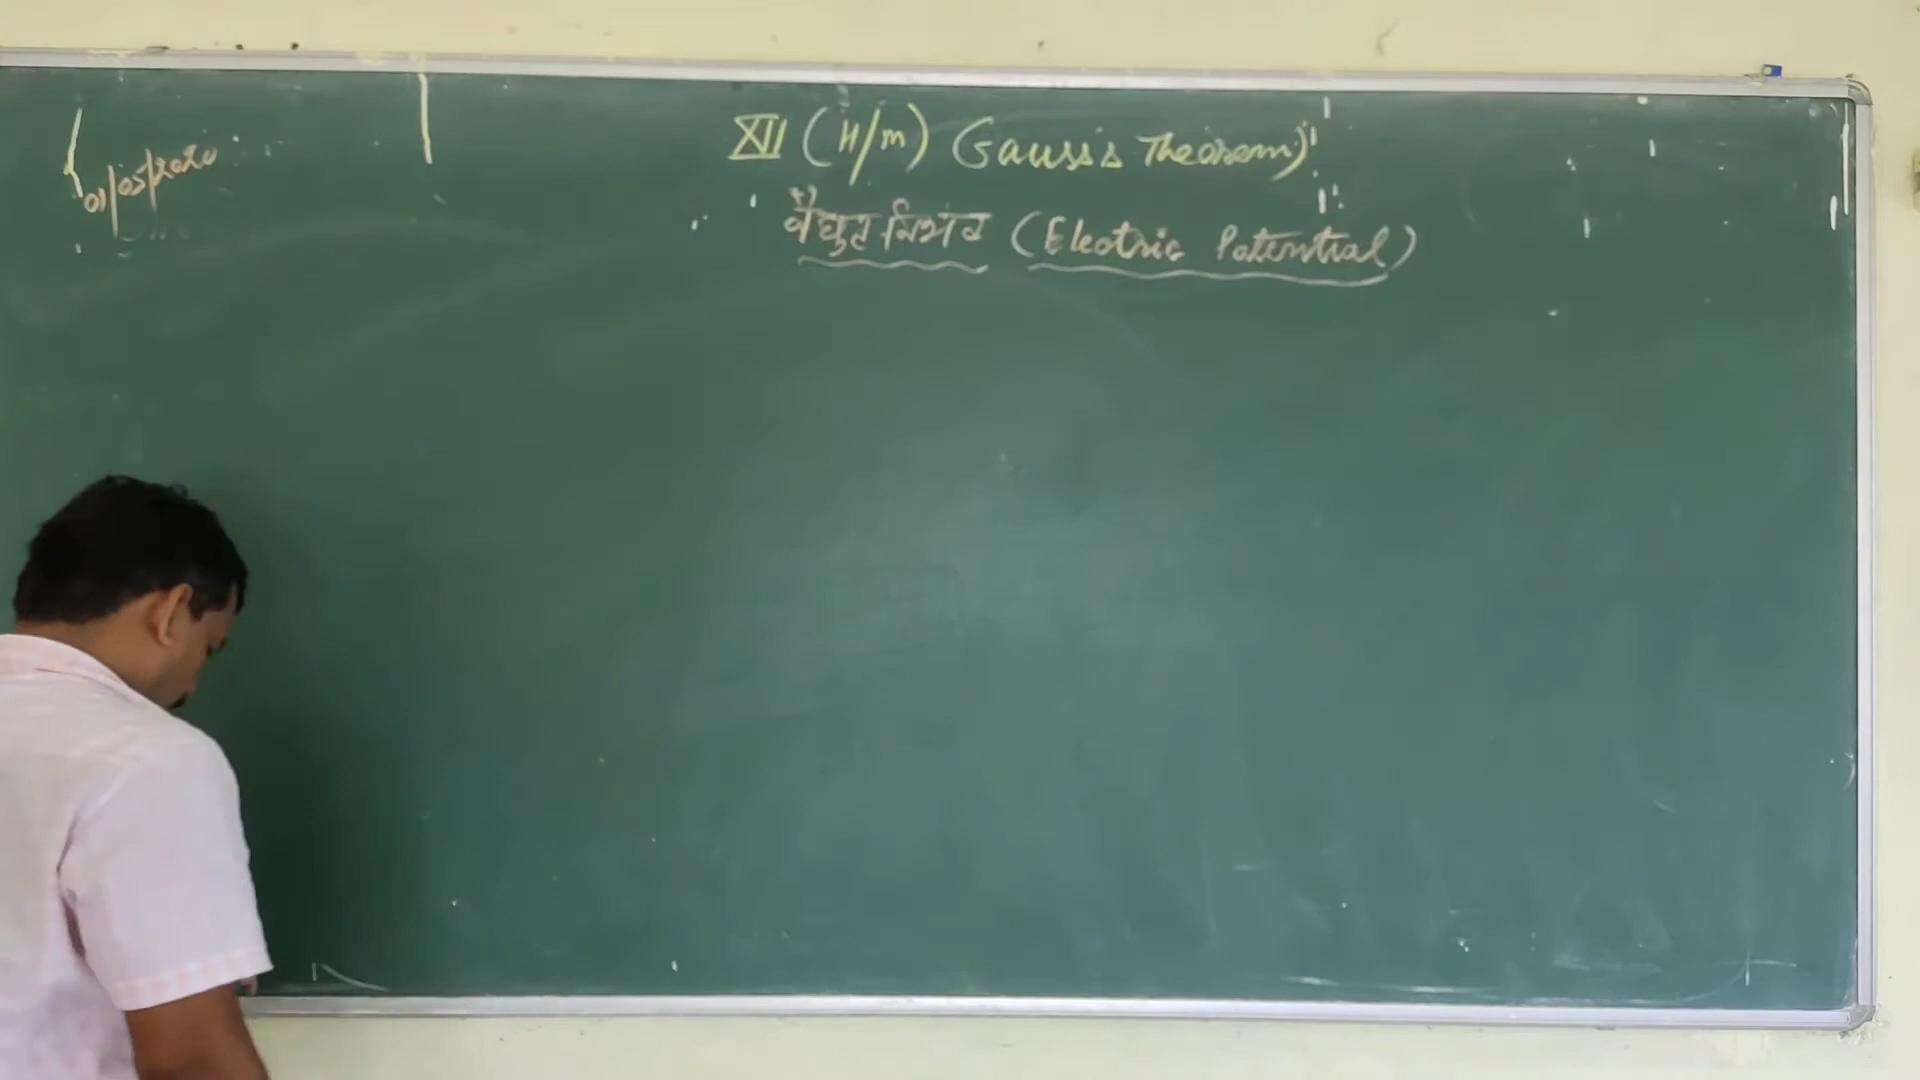 01/05/2020
XII (H/m) (Gauss's Theorem)
वैद्युत विभव (Electric Potential)